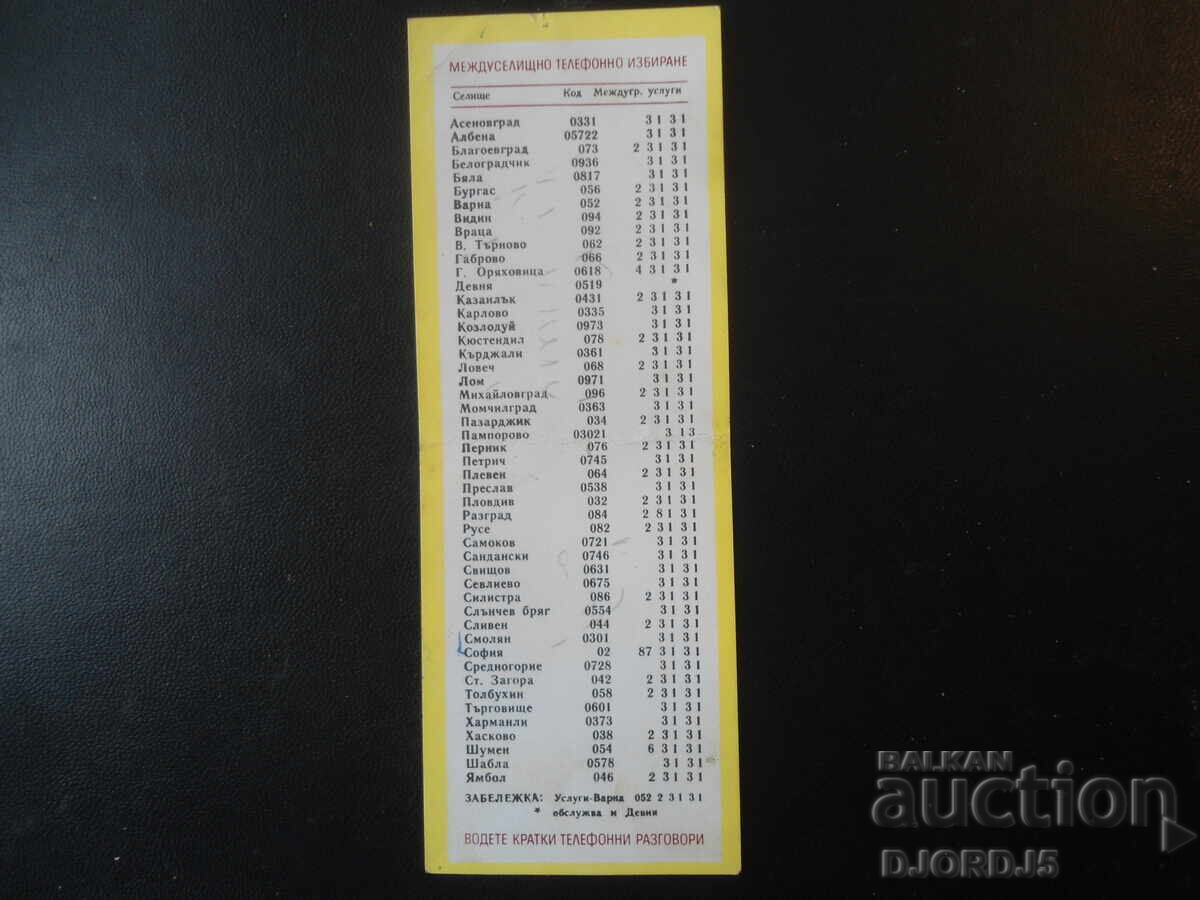 МЕЖДУСЕЛИЩНО ТЕЛЕФОННО ИЗБИРАНЕ
Селище Код Междугр. услуги
Асеновград 0331 3 1 3 1
Албена 05722 3 1 3 1
Благоевград 073 2 3 1 3 1
Белоградчик 0936 3 1 3 1
Бяла 0817 3 1 3 1
Бургас 056 2 3 1 3 1
Варна 052 2 3 1 3 1
Видин 094 2 3 1 3 1
Враца 092 2 3 1 3 1
В. Търново 062 2 3 1 3 1
Габрово 066 2 3 1 3 1
Г. Оряховица 0618 4 3 1 3 1
Девня 0519 *
Казанлък 0431 2 3 1 3 1
Карлово 0335 3 1 3 1
Козлодуй 0973 3 1 3 1
Кюстендил 078 2 3 1 3 1
Кърджали 0361 3 1 3 1
Ловеч 068 2 3 1 3 1
Лом 0971 3 1 3 1
Михайловград 096 2 3 1 3 1
Момчилград 0363 3 1 3 1
Пазарджик 034 2 3 1 3 1
Пампорово 03021 3 1 3
Перник 076 2 3 1 3 1
Петрич 0745 3 1 3 1
Плевен 064 2 3 1 3 1
Преслав 0538 3 1 3 1
Пловдив 032 2 3 1 3 1
Разград 084 2 8 1 3 1
Русе 082 2 3 1 3 1
Самоков 0721 3 1 3 1
Сандански 0746 3 1 3 1
Свищов 0631 3 1 3 1
Севлиево 0675 3 1 3 1
Силистра 086 2 3 1 3 1
Слънчев бряг 0554 3 1 3 1
Сливен 044 2 3 1 3 1
Смолян 0301 3 1 3 1
София 02 87 3 1 3 1
Средногорие 0728 3 1 3 1
Ст. Загора 042 2 3 1 3 1
Толбухин 058 2 3 1 3 1
Търговище 0601 3 1 3 1
Харманли 0373 3 1 3 1
Хасково 038 2 3 1 3 1
Шумен 054 6 3 1 3 1
Шабла 0578 3 1 3 1
Ямбол 046 2 3 1 3 1
ЗАБЕЛЕЖКА: Услуги-Варна 052 2 3 1 3 1
* обслужва и Девня
ВОДЕТЕ КРАТКИ ТЕЛЕФОННИ РАЗГОВОРИ
BALKAN
auction
DJORDJ5